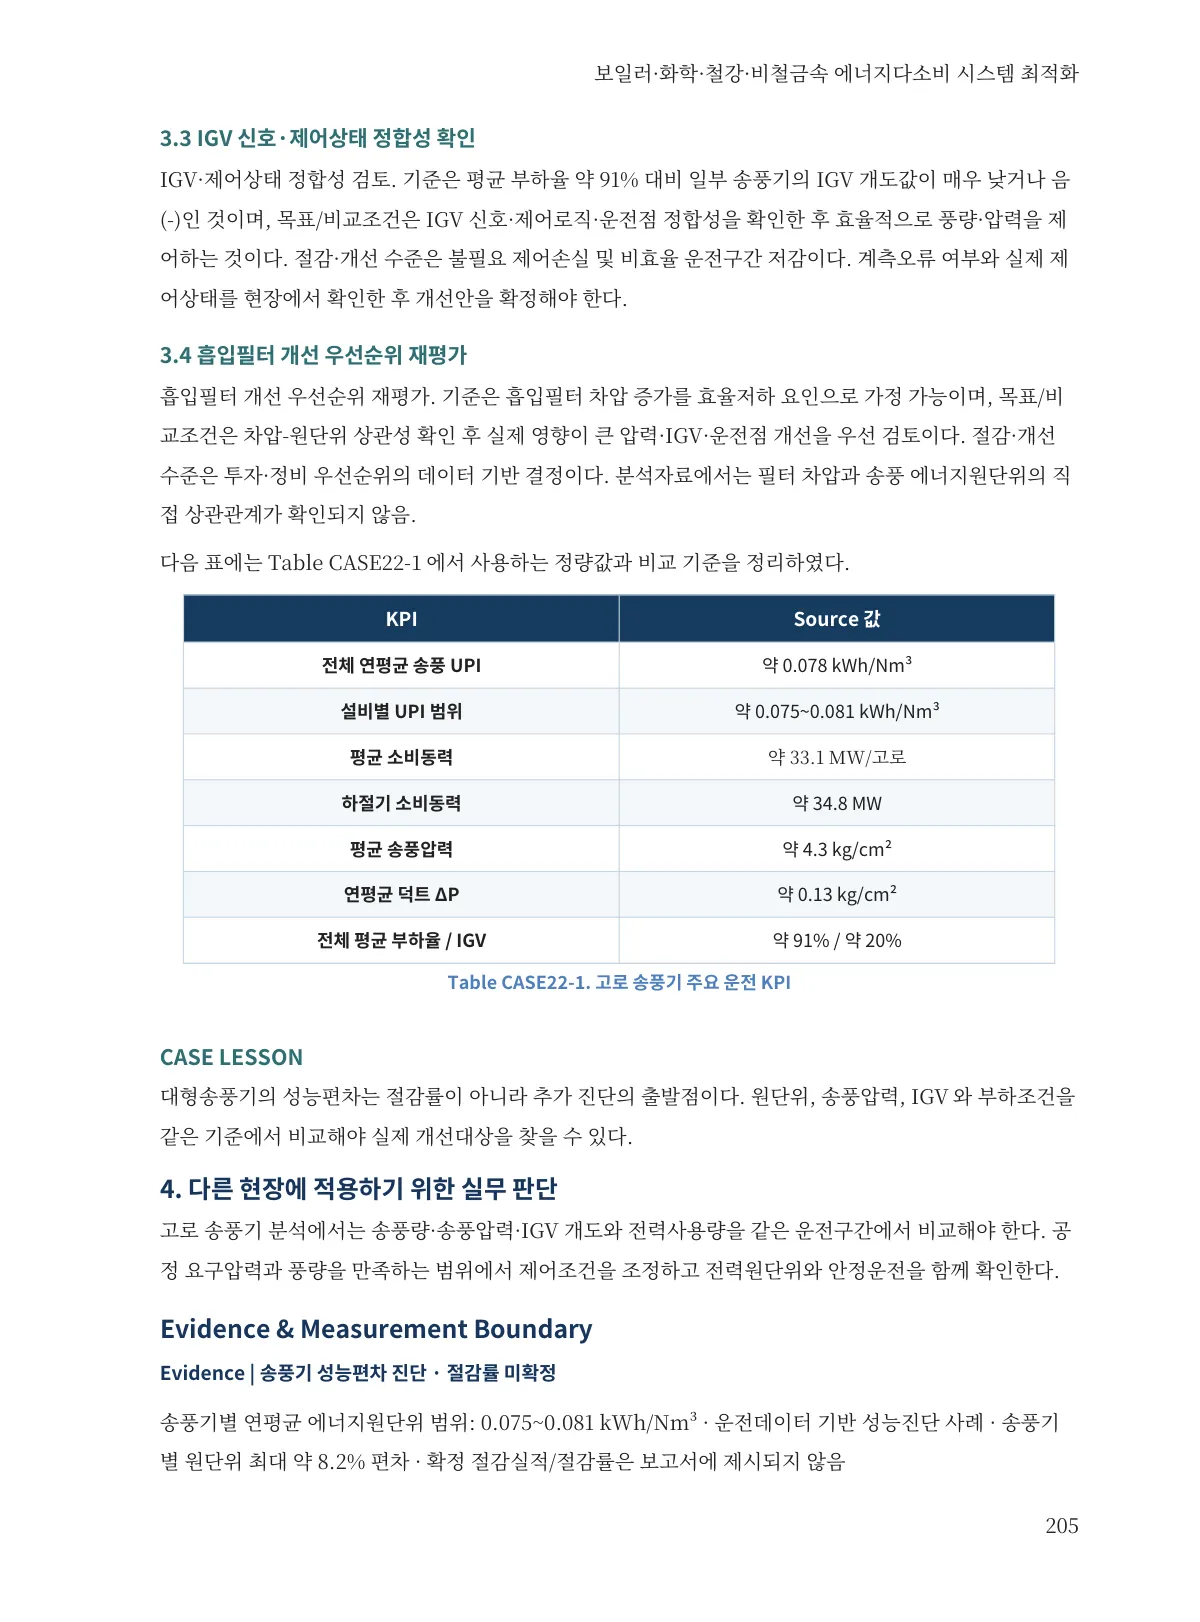 보일러·화학·철강·비철금속 에너지다소비 시스템 최적화
3.3 IGV 신호·제어상태 정합성 확인
IGV·제어상태 정합성 검토. 기준은 평균 부하율 약 91% 대비 일부 송풍기의 IGV 개도값이 매우 낮거나 음
(-)인 것이며, 목표/비교조건은 IGV 신호·제어로직·운전점 정합성을 확인한 후 효율적으로 풍량·압력을 제
어하는 것이다. 절감·개선 수준은 불필요 제어손실 및 비효율 운전구간 저감이다. 계측오류 여부와 실제 제
어상태를 현장에서 확인한 후 개선안을 확정해야 한다.
3.4 흡입필터 개선 우선순위 재평가
흡입필터 개선 우선순위 재평가. 기준은 흡입필터 차압 증가를 효율저하 요인으로 가정 가능이며, 목표/비
교조건은 차압-원단위 상관성 확인 후 실제 영향이 큰 압력·IGV·운전점 개선을 우선 검토이다. 절감·개선
수준은 투자·정비 우선순위의 데이터 기반 결정이다. 분석자료에서는 필터 차압과 송풍 에너지원단위의 직
접 상관관계가 확인되지 않음.
다음 표에는 Table CASE22-1 에서 사용하는 정량값과 비교 기준을 정리하였다.
KPI Source 값
전체 연평균 송풍 UPI 약 0.078 kWh/Nm³
설비별 UPI 범위 약 0.075~0.081 kWh/Nm³
평균 소비동력 약 33.1 MW/고로
하절기 소비동력 약 34.8 MW
평균 송풍압력 약 4.3 kg/cm²
연평균 덕트 ΔP 약 0.13 kg/cm²
전체 평균 부하율 / IGV 약 91% / 약 20%
Table CASE22-1. 고로 송풍기 주요 운전 KPI
CASE LESSON
대형송풍기의 성능편차는 절감률이 아니라 추가 진단의 출발점이다. 원단위, 송풍압력, IGV 와 부하조건을
같은 기준에서 비교해야 실제 개선대상을 찾을 수 있다.
4. 다른 현장에 적용하기 위한 실무 판단
고로 송풍기 분석에서는 송풍량·송풍압력·IGV 개도와 전력사용량을 같은 운전구간에서 비교해야 한다. 공
정 요구압력과 풍량을 만족하는 범위에서 제어조건을 조정하고 전력원단위와 안정운전을 함께 확인한다.
Evidence & Measurement Boundary
Evidence | 송풍기 성능편차 진단 · 절감률 미확정
송풍기별 연평균 에너지원단위 범위: 0.075~0.081 kWh/Nm³ · 운전데이터 기반 성능진단 사례 · 송풍기
별 원단위 최대 약 8.2% 편차 · 확정 절감실적/절감률은 보고서에 제시되지 않음
205